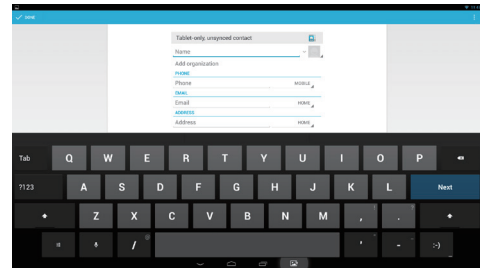 DONE
Tablet-only, unsynced contact
Name
Add organization
PHONE
Phone MOBILE
EMAIL
Email HOME
ADDRESS
Address HOME
Tab Q W E R T Y U I O P
?123 A S D F G H J K L Next
Z X C V B N M , ! . ?
/ @ ' " - _ :-)